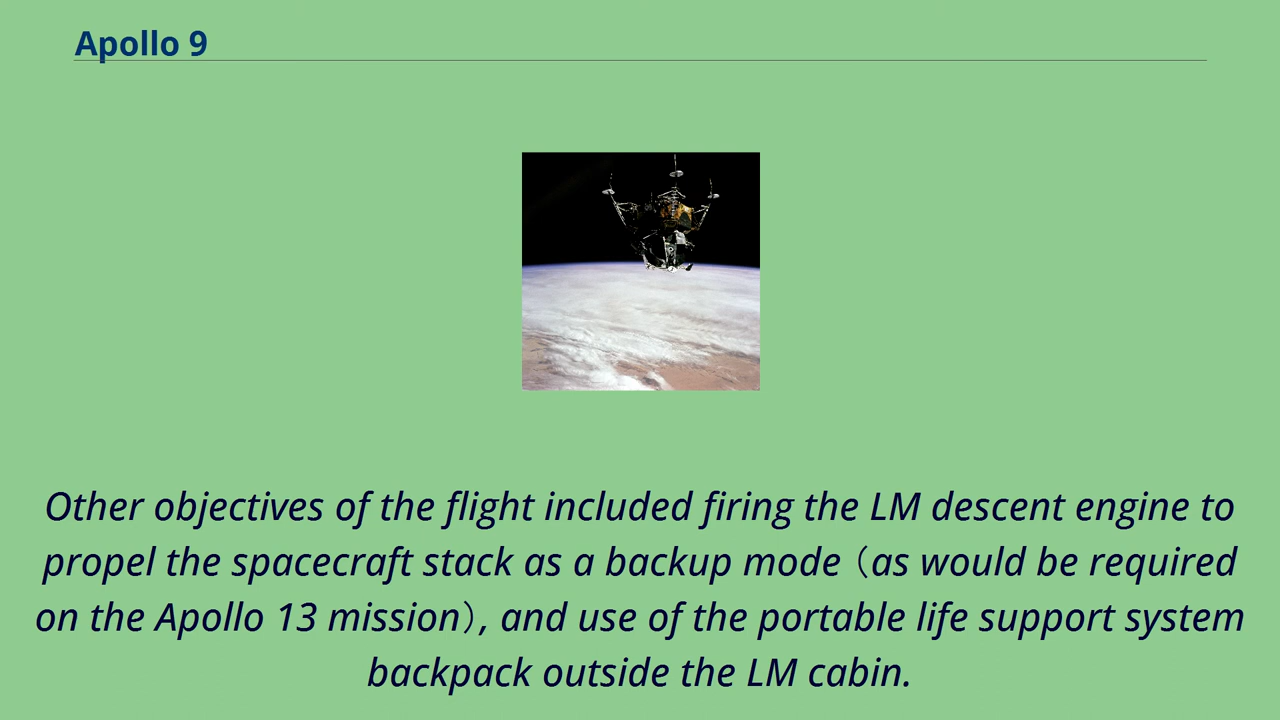 Apollo 9
Other objectives of the flight included firing the LM descent engine to
propel the spacecraft stack as a backup mode（as would be required
on the Apollo 13 mission）, and use of the portable life support system
backpack outside the LM cabin.